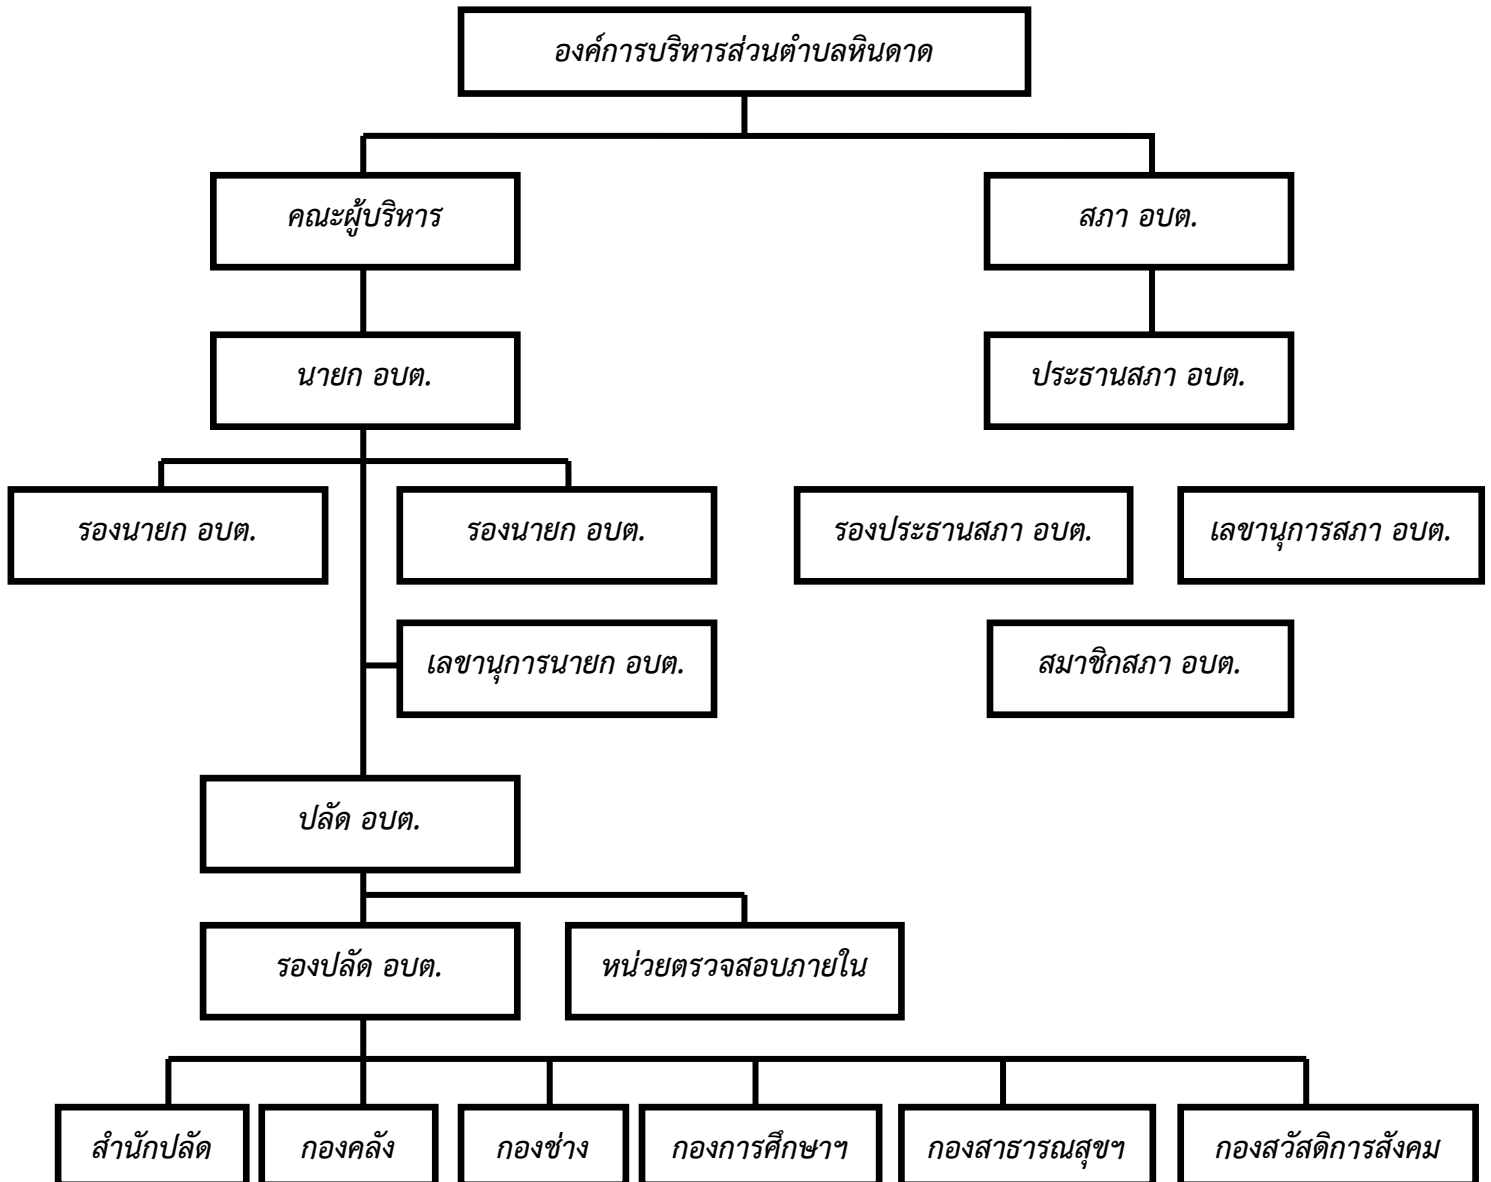 องค์การบริหารส่วนตำบลหินดาด
คณะผู้บริหาร
สภา อบต.
นายก อบต.
ประธานสภา อบต.
รองนายก อบต.
รองนายก อบต.
รองประธานสภา อบต.
เลขานุการสภา อบต.
เลขานุการนายก อบต.
สมาชิกสภา อบต.
ปลัด อบต.
รองปลัด อบต.
หน่วยตรวจสอบภายใน
สำนักปลัด
กองคลัง
กองช่าง
กองการศึกษาฯ
กองสาธารณสุขฯ
กองสวัสดิการสังคม